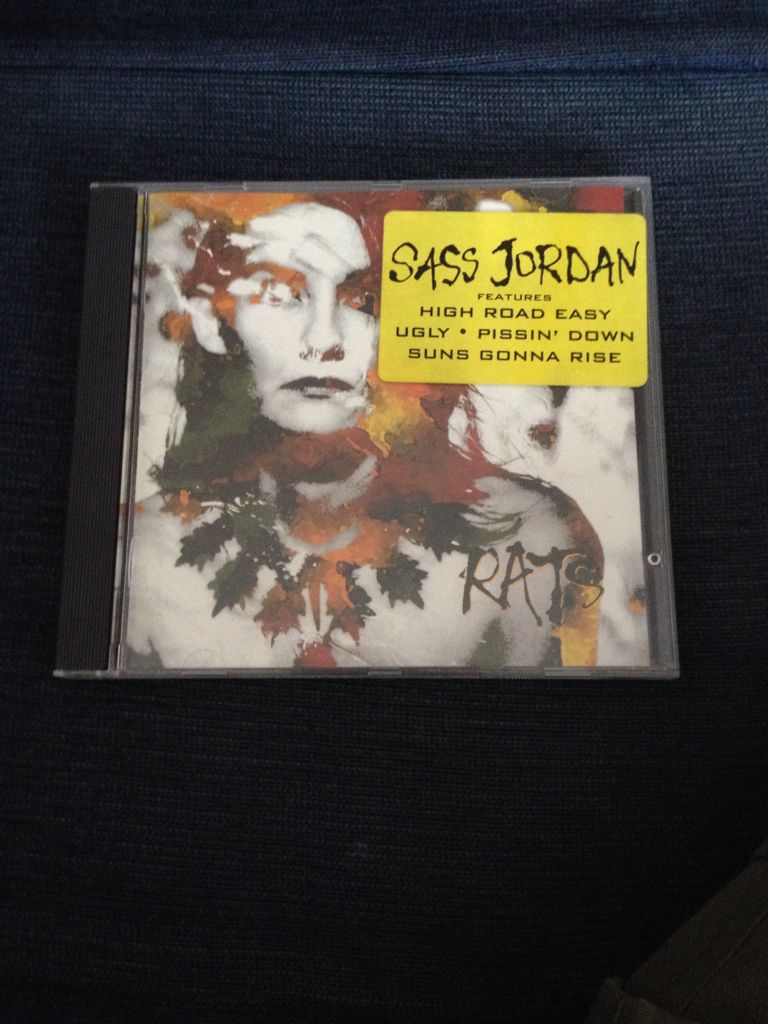 SASS JORDAN
FEATURES
HIGH ROAD EASY
UGLY • PISSIN' DOWN
SUNS GONNA RISE
RATS